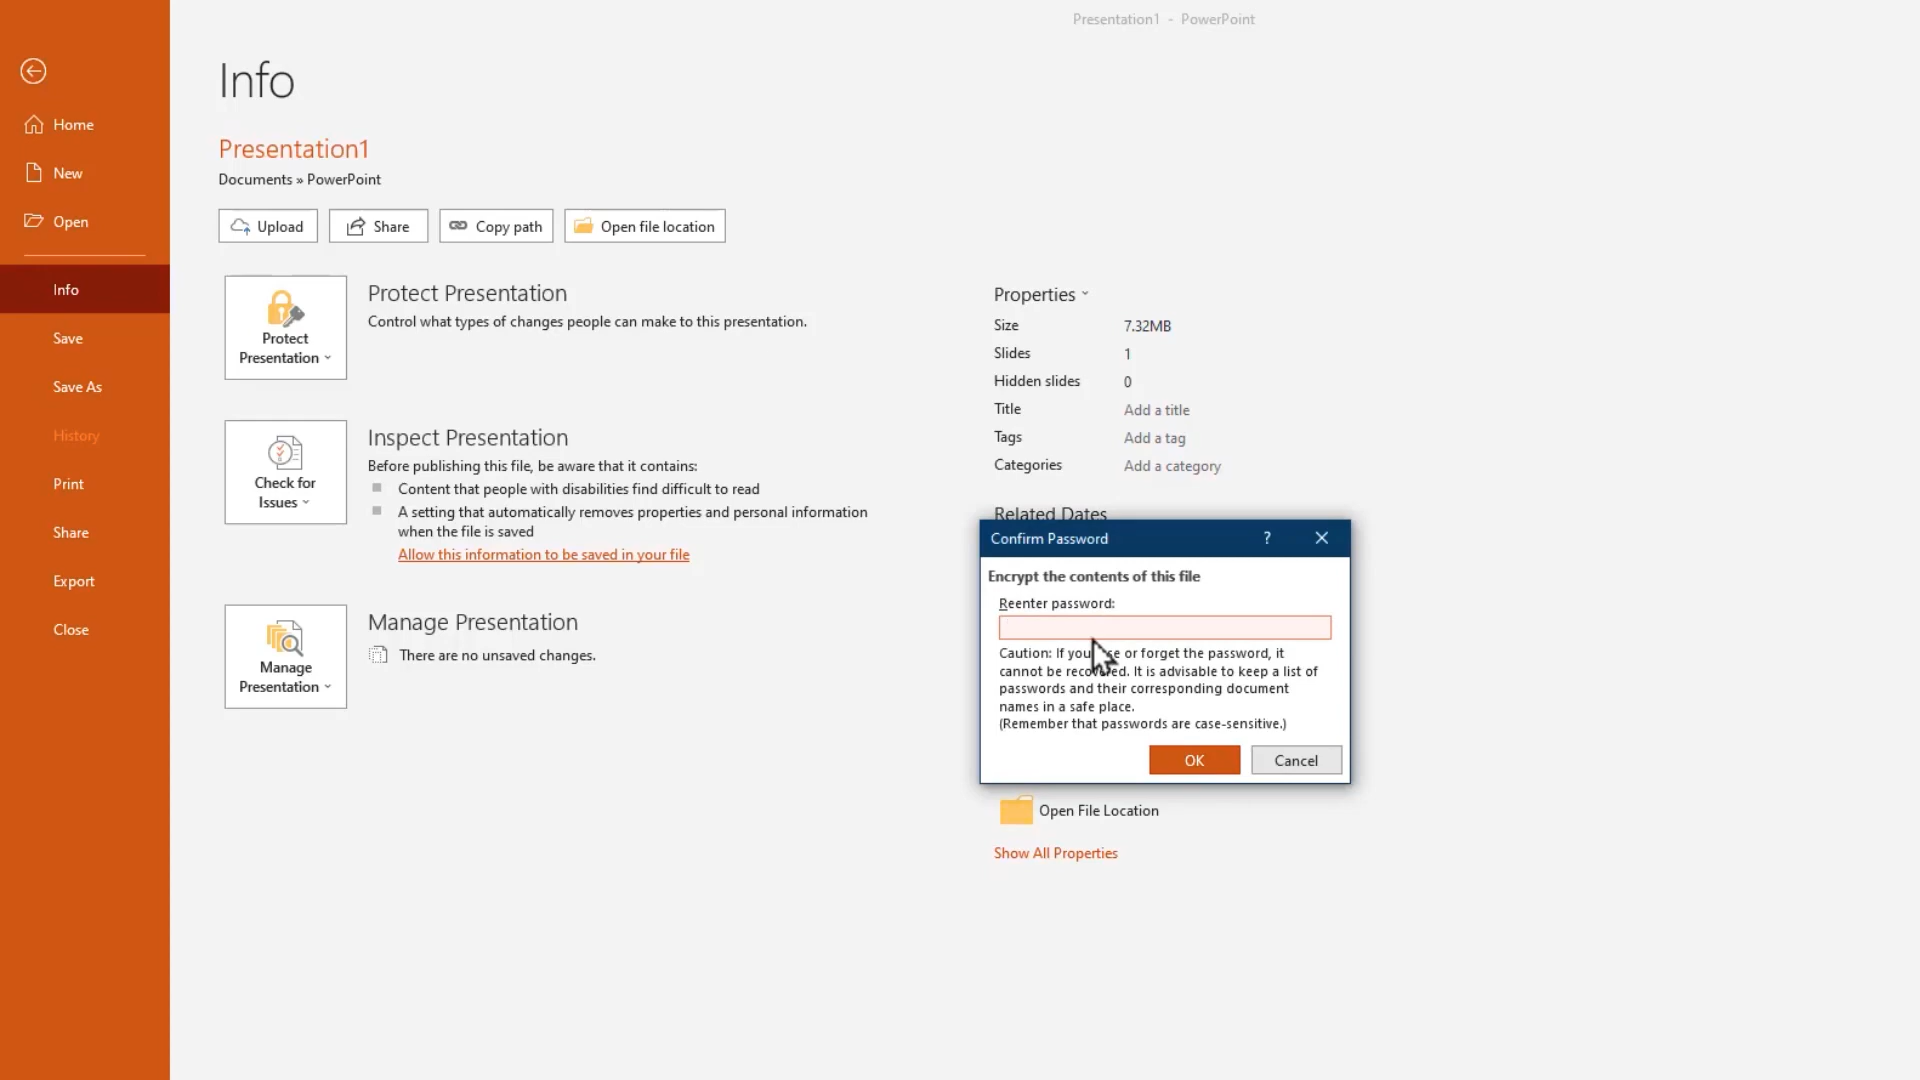 Presentation1 - PowerPoint
Info
Home
New
Open
Info
Save
Save As
History
Print
Share
Export
Close
Presentation1
Documents » PowerPoint
Upload
Share
Copy path
Open file location
Protect
Presentation
Protect Presentation
Control what types of changes people can make to this presentation.
Check for
Issues
Inspect Presentation
Before publishing this file, be aware that it contains:
Content that people with disabilities find difficult to read
A setting that automatically removes properties and personal information
when the file is saved
Allow this information to be saved in your file
Manage
Presentation
Manage Presentation
There are no unsaved changes.
Properties
Size 7.32MB
Slides 1
Hidden slides 0
Title Add a title
Tags Add a tag
Categories Add a category
Related Dates
Confirm Password ?
Encrypt the contents of this file
Reenter password:
Caution: If you or forget the password, it
cannot be recovered. It is advisable to keep a list of
passwords and their corresponding document
names in a safe place.
(Remember that passwords are case-sensitive.)
OK
Cancel
Open File Location
Show All Properties